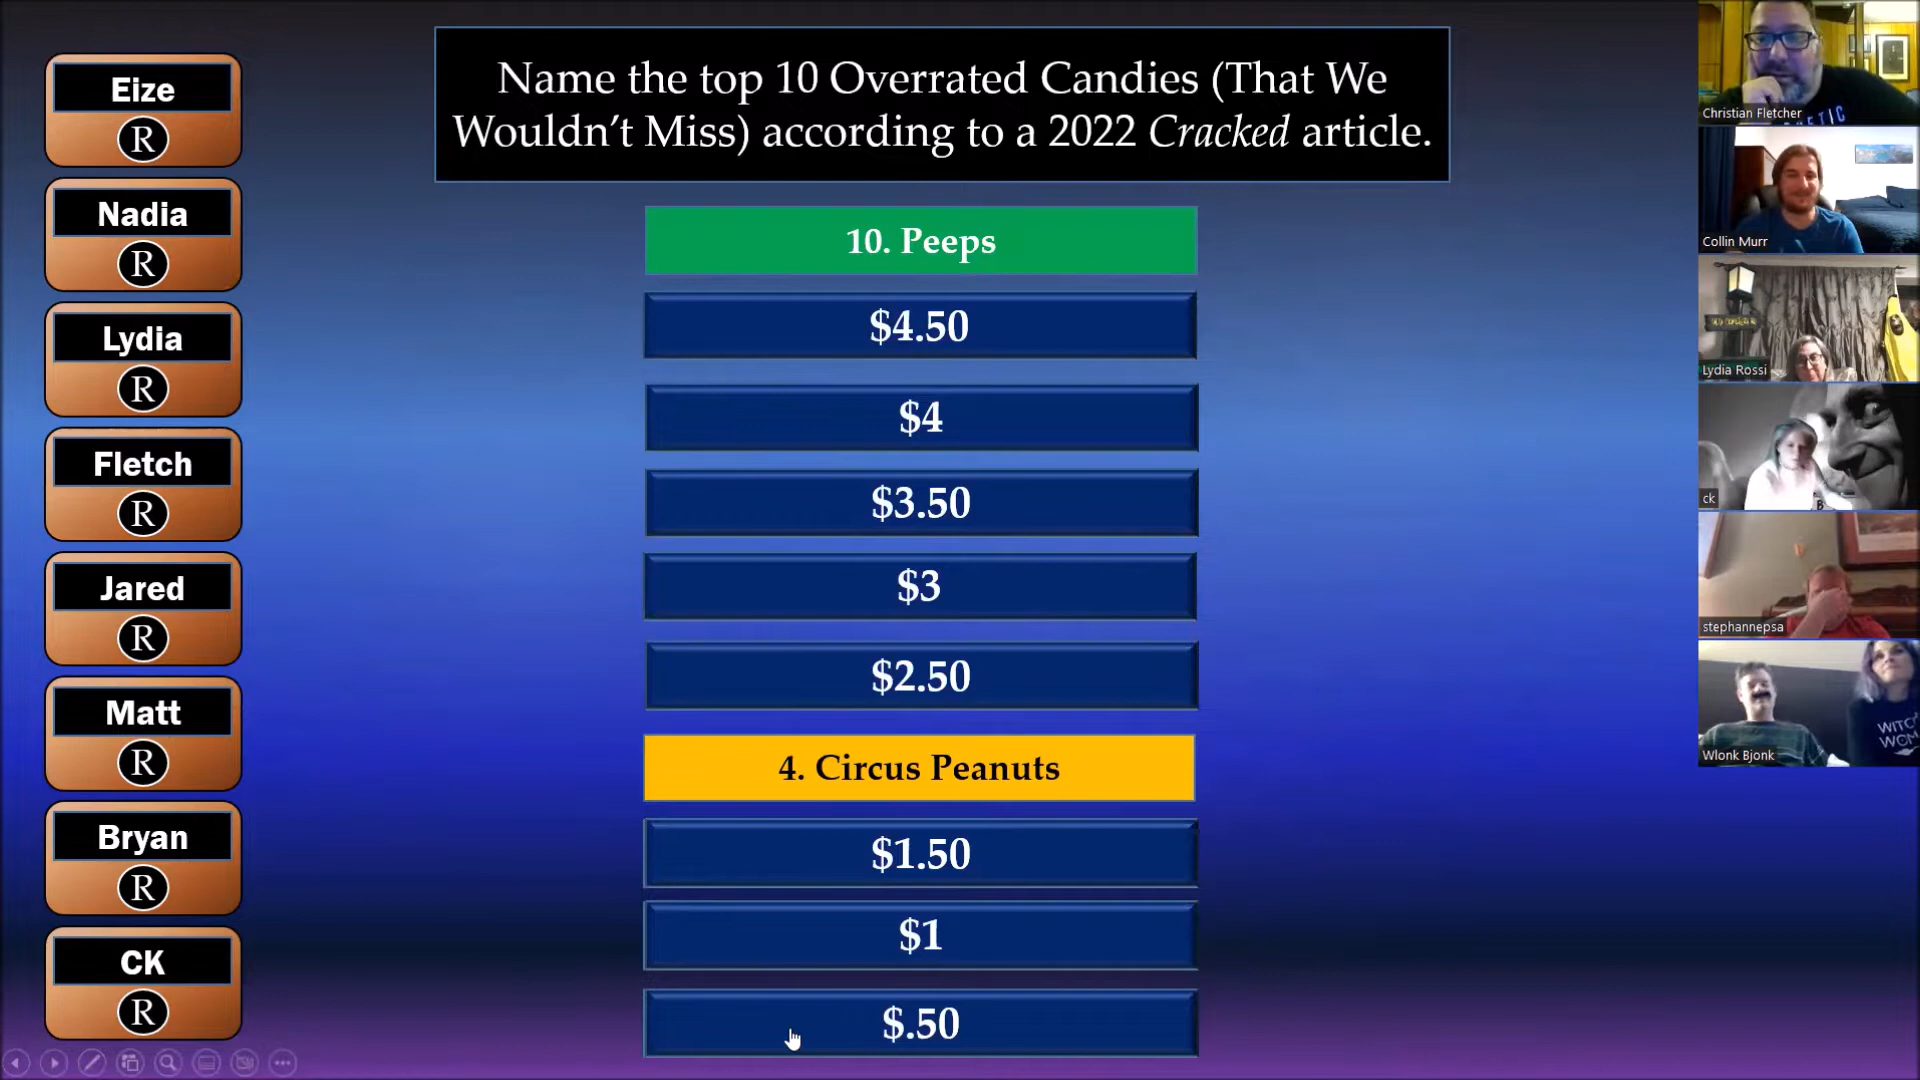 Name the top 10 Overrated Candies (That We
Wouldn't Miss) according to a 2022 Cracked article.
Eize
R
Nadia
R
Lydia
R
Fletch
R
Jared
R
Matt
R
Bryan
R
CK
R
10. Peeps
$4.50
$4
$3.50
$3
$2.50
4. Circus Peanuts
$1.50
$1
$.50
Christian Fletcher
Collin Murr
Lydia Rossi
ck
stephannepsa
WITCH
WOM
Wlonk Bjonk